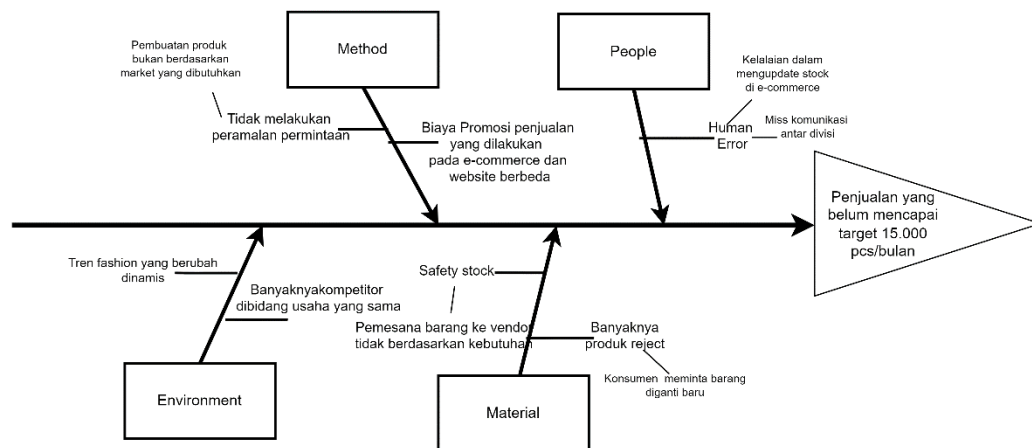 Method
People
Pembuatan produk
bukan berdasarkan
market yang dibutuhkan
Tidak melakukan
peramalan permintaan
Biaya Promosi penjualan
yang dilakukan
pada e-commerce dan
website berbeda
Kelalaian dalam
mengupdate stock
di e-commerce
Human
Error
Miss komunikasi
antar divisi
Penjualan yang
belum mencapai
target 15.000
pcs/bulan
Tren fashion yang berubah
dinamis
Banyaknyakompetitor
dibidang usaha yang sama
Safety stock
Pemesana barang ke vendor
tidak berdasarkan kebutuhan
Banyaknya
produk reject
Konsumen meminta barang
diganti baru
Environment
Material